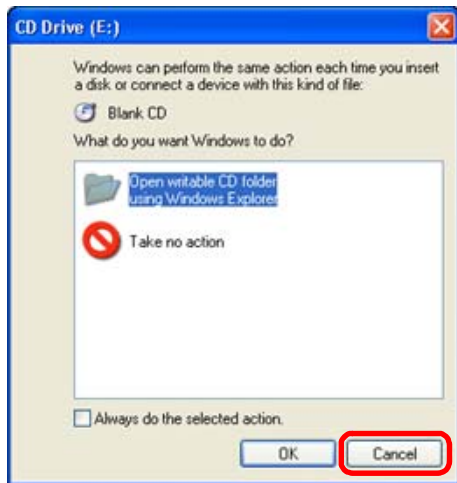 CD Drive (E:)
Windows can perform the same action each time you insert
a disk or connect a device with this kind of file:
Blank CD
What do you want Windows to do?
Open writable CD folder
using Windows Explorer
Take no action
Always do the selected action.
OK
Cancel